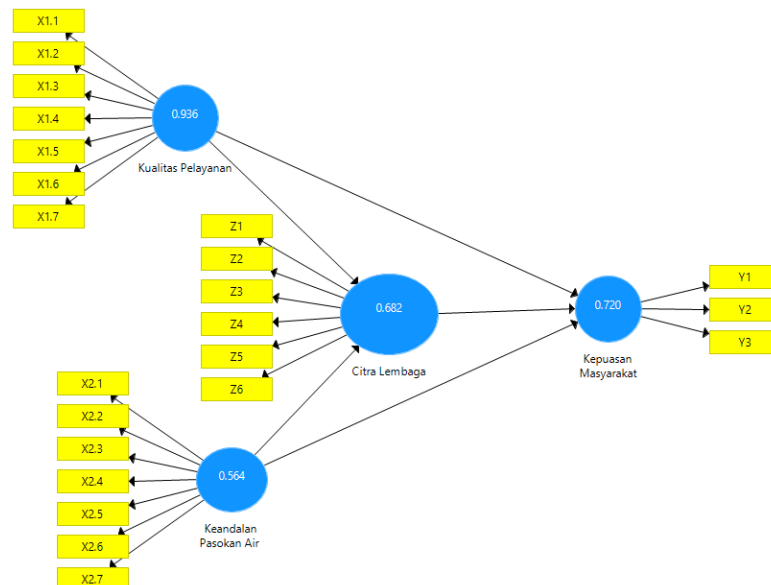 X1.1
X1.2
X1.3
X1.4
X1.5
X1.6
X1.7
0.936
Kualitas Pelayanan
Z1
Z2
Z3
Z4
Z5
Z6
0.682
Citra Lembaga
0.720
Kepuasan
Masyarakat
Y1
Y2
Y3
X2.1
X2.2
X2.3
X2.4
X2.5
X2.6
X2.7
0.564
Keandalan
Pasokan Air